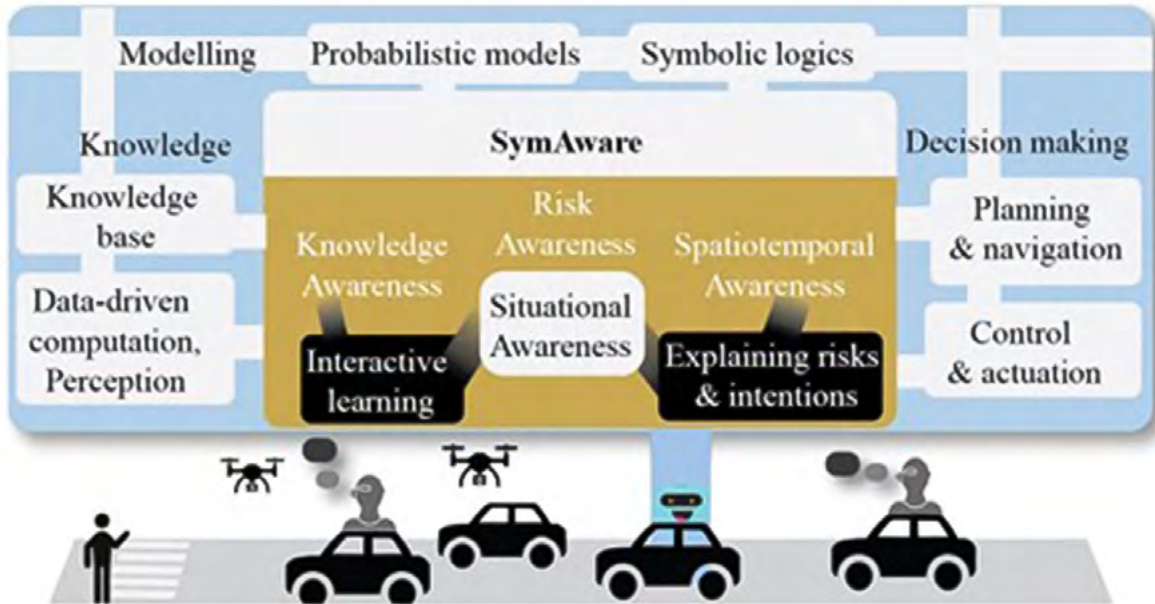 Modelling
Probabilistic models
Symbolic logics
Knowledge
SymAware
Decision making
Knowledge
base
Data-driven
computation,
Perception
Risk
Awareness
Knowledge
Awareness
Spatiotemporal
Awareness
Situational
Awareness
Interactive
learning
Explaining risks
& intentions
Planning
& navigation
Control
& actuation